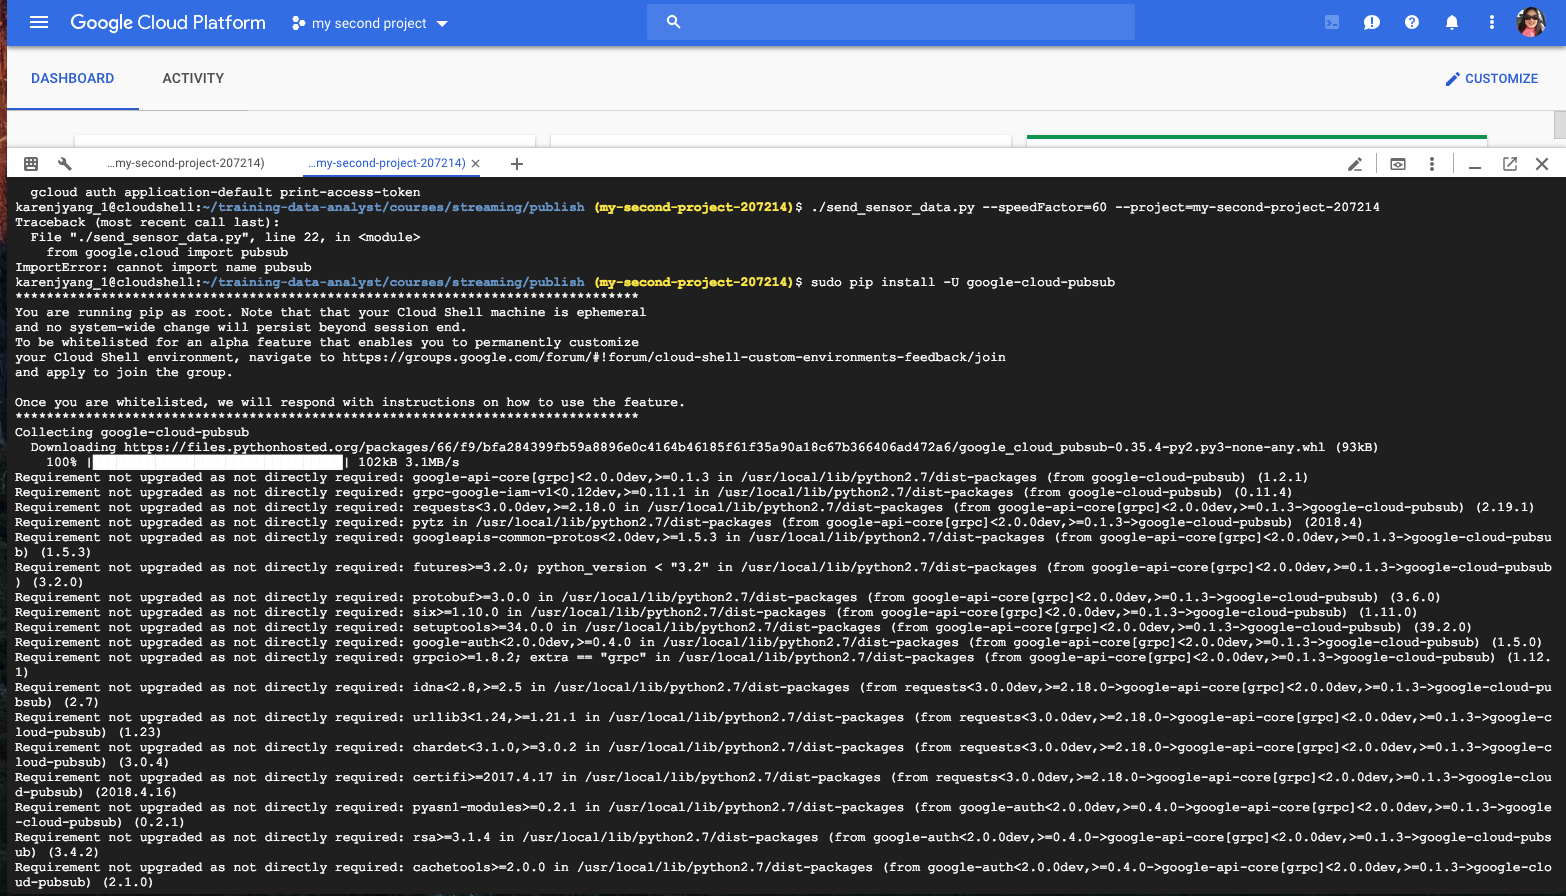 Google Cloud Platform
my second project
DASHBOARD
ACTIVITY
CUSTOMIZE
...my-second-project-207214)
...my-second-project-207214)
gcloud auth application-default print-access-token
karenjyang_1@cloudshell:~/training-data-analyst/courses/streaming/publish (my-second-project-207214)$ ./send_sensor_data.py --speedFactor=60 --project=my-second-project-207214
Traceback (most recent call last):
File "./send_sensor_data.py", line 22, in <module>
from google.cloud import pubsub
ImportError: cannot import name pubsub
karenjyang_1@cloudshell:~/training-data-analyst/courses/streaming/publish (my-second-project-207214)$ sudo pip install -U google-cloud-pubsub
********************************************************************************
You are running pip as root. Note that that your Cloud Shell machine is ephemeral
and no system-wide change will persist beyond session end.
To be whitelisted for an alpha feature that enables you to permanently customize
your Cloud Shell environment, navigate to https://groups.google.com/forum/#!forum/cloud-shell-custom-environments-feedback/join
and apply to join the group.
Once you are whitelisted, we will respond with instructions on how to use the feature.
********************************************************************************
Collecting google-cloud-pubsub
Downloading https://files.pythonhosted.org/packages/66/f9/bfa284399fb59a8896e0c4164b46185f61f35a90a18c67b366406ad472a6/google_cloud_pubsub-0.35.4-py2.py3-none-any.whl (93kB)
100% |████████████████████████████████| 102kB 3.1MB/s
Requirement not upgraded as not directly required: google-api-core[grpc]<2.0.0dev,>=0.1.3 in /usr/local/lib/python2.7/dist-packages (from google-cloud-pubsub) (1.2.1)
Requirement not upgraded as not directly required: grpc-google-iam-v1<0.12dev,>=0.11.1 in /usr/local/lib/python2.7/dist-packages (from google-cloud-pubsub) (0.11.4)
Requirement not upgraded as not directly required: requests<3.0.0dev,>=2.18.0 in /usr/local/lib/python2.7/dist-packages (from google-api-core[grpc]<2.0.0dev,>=0.1.3->google-cloud-pubsub) (2.19.1)
Requirement not upgraded as not directly required: pytz in /usr/local/lib/python2.7/dist-packages (from google-api-core[grpc]<2.0.0dev,>=0.1.3->google-cloud-pubsub) (2018.4)
Requirement not upgraded as not directly required: googleapis-common-protos<2.0dev,>=1.5.3 in /usr/local/lib/python2.7/dist-packages (from google-api-core[grpc]<2.0.0dev,>=0.1.3->google-cloud-pubsu
b) (1.5.3)
Requirement not upgraded as not directly required: futures>=3.2.0; python_version < "3.2" in /usr/local/lib/python2.7/dist-packages (from google-api-core[grpc]<2.0.0dev,>=0.1.3->google-cloud-pubsub
) (3.2.0)
Requirement not upgraded as not directly required: protobuf>=3.0.0 in /usr/local/lib/python2.7/dist-packages (from google-api-core[grpc]<2.0.0dev,>=0.1.3->google-cloud-pubsub) (3.6.0)
Requirement not upgraded as not directly required: six>=1.10.0 in /usr/local/lib/python2.7/dist-packages (from google-api-core[grpc]<2.0.0dev,>=0.1.3->google-cloud-pubsub) (1.11.0)
Requirement not upgraded as not directly required: setuptools>=34.0.0 in /usr/local/lib/python2.7/dist-packages (from google-api-core[grpc]<2.0.0dev,>=0.1.3->google-cloud-pubsub) (39.2.0)
Requirement not upgraded as not directly required: google-auth<2.0.0dev,>=0.4.0 in /usr/local/lib/python2.7/dist-packages (from google-api-core[grpc]<2.0.0dev,>=0.1.3->google-cloud-pubsub) (1.5.0)
Requirement not upgraded as not directly required: grpcio>=1.8.2; extra == "grpc" in /usr/local/lib/python2.7/dist-packages (from google-api-core[grpc]<2.0.0dev,>=0.1.3->google-cloud-pubsub) (1.12.
1)
Requirement not upgraded as not directly required: idna<2.8,>=2.5 in /usr/local/lib/python2.7/dist-packages (from requests<3.0.0dev,>=2.18.0->google-api-core[grpc]<2.0.0dev,>=0.1.3->google-cloud-pu
bsub) (2.7)
Requirement not upgraded as not directly required: urllib3<1.24,>=1.21.1 in /usr/local/lib/python2.7/dist-packages (from requests<3.0.0dev,>=2.18.0->google-api-core[grpc]<2.0.0dev,>=0.1.3->google-c
loud-pubsub) (1.23)
Requirement not upgraded as not directly required: chardet<3.1.0,>=3.0.2 in /usr/local/lib/python2.7/dist-packages (from requests<3.0.0dev,>=2.18.0->google-api-core[grpc]<2.0.0dev,>=0.1.3->google-c
loud-pubsub) (3.0.4)
Requirement not upgraded as not directly required: certifi>=2017.4.17 in /usr/local/lib/python2.7/dist-packages (from requests<3.0.0dev,>=2.18.0->google-api-core[grpc]<2.0.0dev,>=0.1.3->google-clou
d-pubsub) (2018.4.16)
Requirement not upgraded as not directly required: pyasn1-modules>=0.2.1 in /usr/local/lib/python2.7/dist-packages (from google-auth<2.0.0dev,>=0.4.0->google-api-core[grpc]<2.0.0dev,>=0.1.3->google
-cloud-pubsub) (0.2.1)
Requirement not upgraded as not directly required: rsa>=3.1.4 in /usr/local/lib/python2.7/dist-packages (from google-auth<2.0.0dev,>=0.4.0->google-api-core[grpc]<2.0.0dev,>=0.1.3->google-cloud-pubs
ub) (3.4.2)
Requirement not upgraded as not directly required: cachetools>=2.0.0 in /usr/local/lib/python2.7/dist-packages (from google-auth<2.0.0dev,>=0.4.0->google-api-core[grpc]<2.0.0dev,>=0.1.3->google-clo
ud-pubsub) (2.1.0)